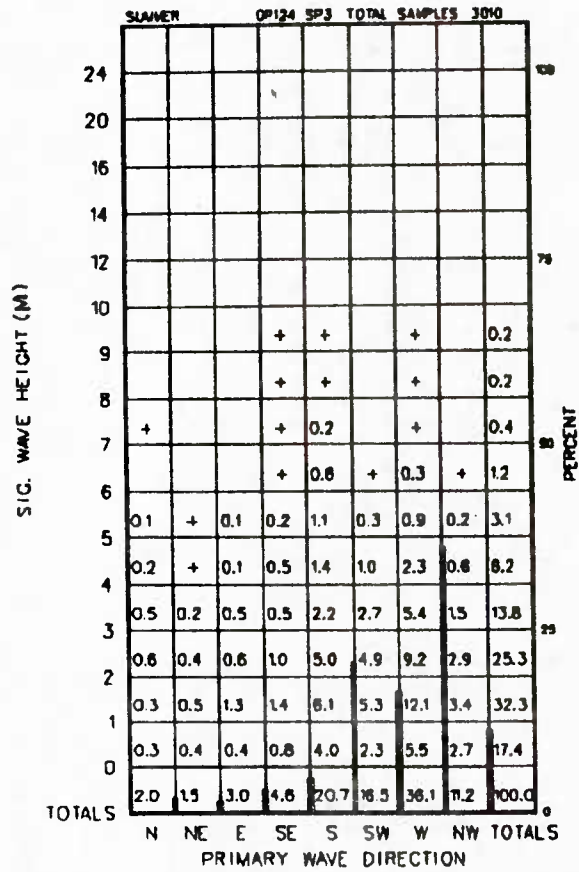 SUMMER OP124 SP3 TOTAL SAMPLES 3010
24 100
20
16
14
12 75
10
+ + + 0.2
9
+ + + 0.2
8
+ + 0.2 + 0.4
7
+ 0.6 + 0.3 + 1.2
6
0.1 + 0.1 0.2 1.1 0.3 0.9 0.2 3.1
5
0.2 + 0.1 0.5 1.4 1.0 2.3 0.6 6.2
4
0.5 0.2 0.5 0.5 2.2 2.7 5.4 1.5 13.8
3 25
0.6 0.4 0.6 1.0 5.0 4.9 9.2 2.9 25.3
2
0.3 0.5 1.3 1.4 6.1 5.3 12.1 3.4 32.3
1
0.3 0.4 0.4 0.8 4.0 2.3 5.5 2.7 17.4
0
2.0 1.5 3.0 4.6 20.7 16.5 36.1 11.2 100.0
TOTALS 0
N NE E SE S SW W NW TOTALS
PRIMARY WAVE DIRECTION
SIG. WAVE HEIGHT (M)
PERCENT